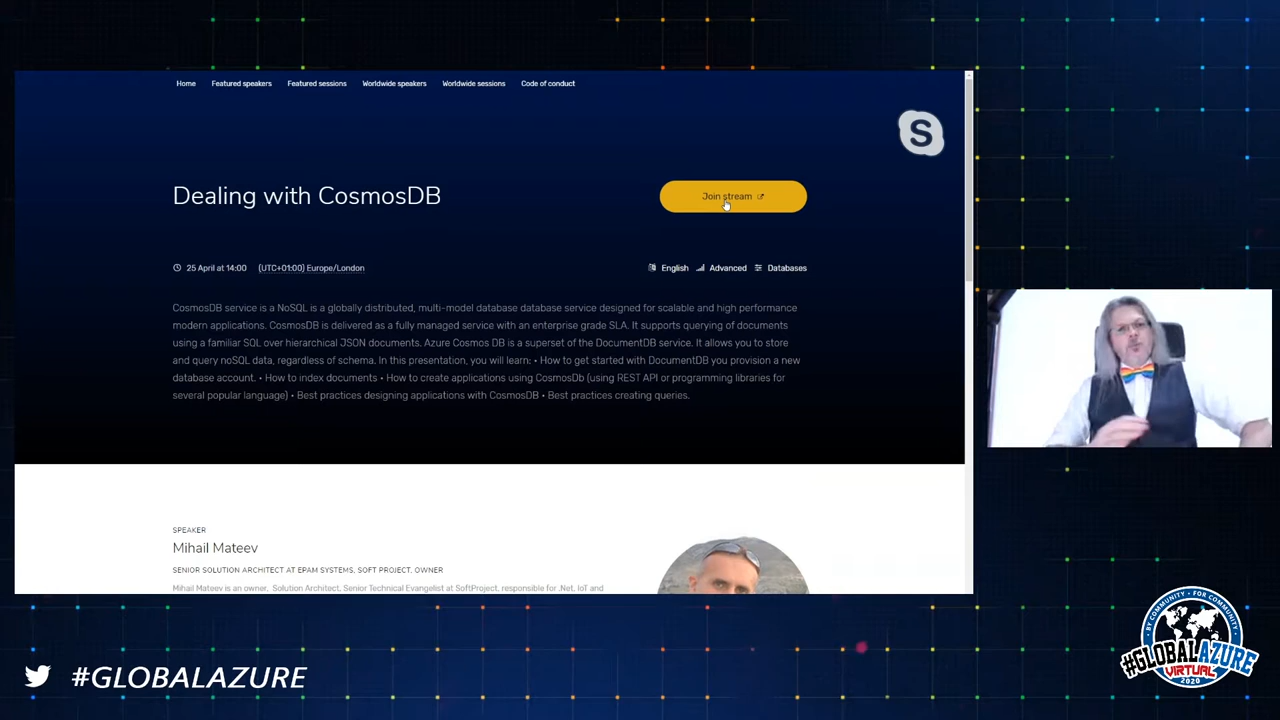 Home Featured speakers Featured sessions Worldwide speakers Worldwide sessions Code of conduct
S
Dealing with CosmosDB
Join stream
25 April at 14:00 (UTC+01:00) Europe/London
English Advanced Databases
CosmosDB service is a NoSQL is a globally distributed, multi-model database database service designed for scalable and high performance
modern applications. CosmosDB is delivered as a fully managed service with an enterprise grade SLA. It supports querying of documents
using a familiar SQL over hierarchical JSON documents. Azure Cosmos DB is a superset of the DocumentDB service. It allows you to store
and query noSQL data, regardless of schema. In this presentation, you will learn: • How to get started with DocumentDB you provision a new
database account. • How to index documents • How to create applications using CosmosDb (using REST API or programming libraries for
several popular language) • Best practices designing applications with CosmosDB • Best practices creating queries.
SPEAKER
Mihail Mateev
SENIOR SOLUTION ARCHITECT AT EPAM SYSTEMS, SOFT PROJECT, OWNER
Mihail Mateev is an owner, Solution Architect, Senior Technical Evangelist at SoftProject, responsible for .Net, IoT and
#GLOBALAZURE
BY COMMUNITY • FOR COMMUNITY
#GLOBALAZURE
VIRTUAL
2020